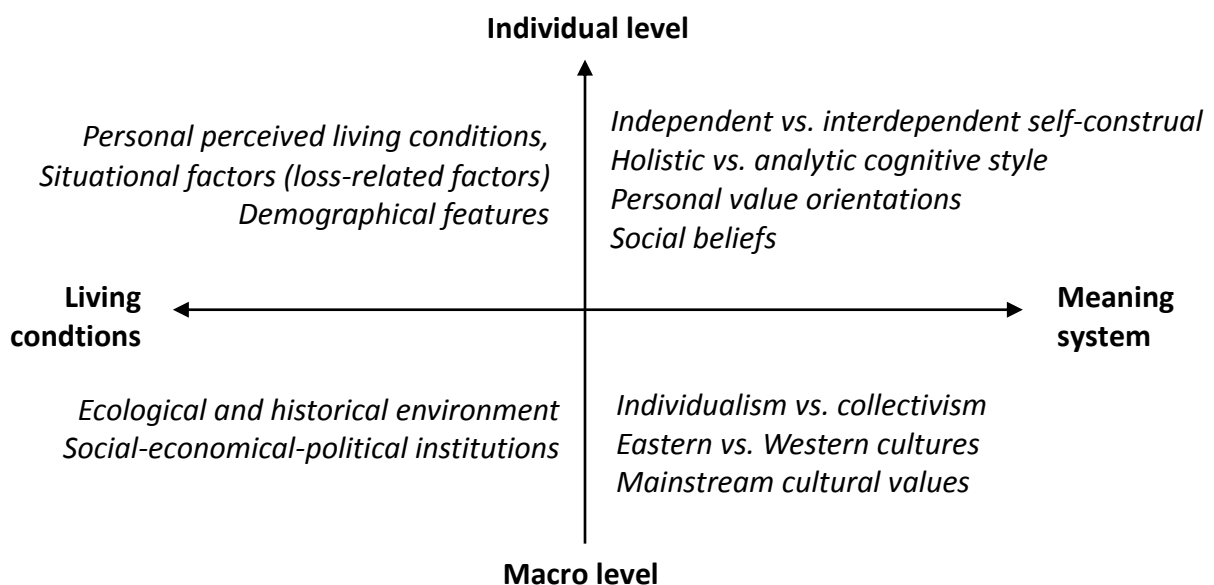 Individual level
Personal perceived living conditions,
Situational factors (loss-related factors)
Demographical features
Independent vs. interdependent self-construal
Holistic vs. analytic cognitive style
Personal value orientations
Social beliefs
Living
condtions
Meaning
system
Ecological and historical environment
Social-economical-political institutions
Individualism vs. collectivism
Eastern vs. Western cultures
Mainstream cultural values
Macro level